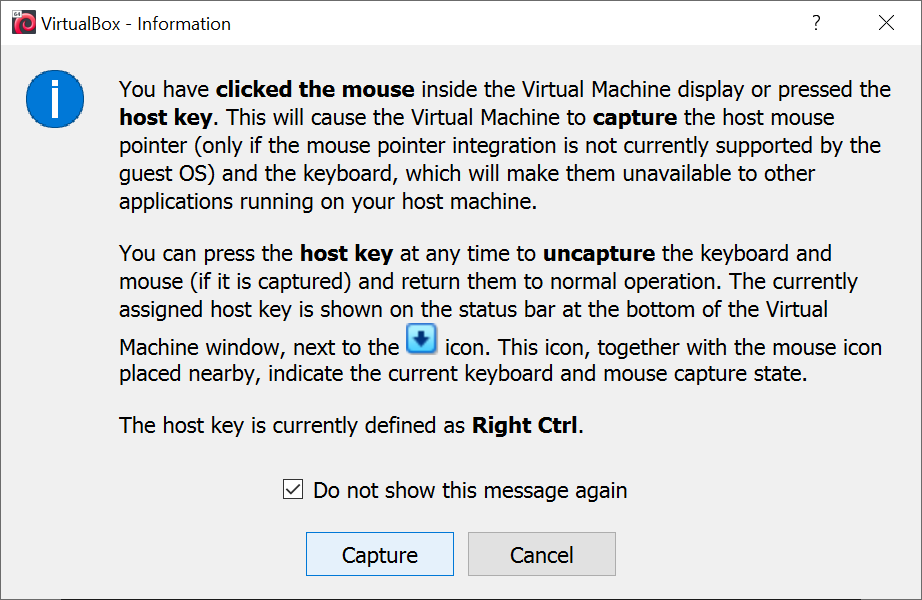 VirtualBox - Information
You have clicked the mouse inside the Virtual Machine display or pressed the
host key. This will cause the Virtual Machine to capture the host mouse
pointer (only if the mouse pointer integration is not currently supported by the
guest OS) and the keyboard, which will make them unavailable to other
applications running on your host machine.
You can press the host key at any time to uncapture the keyboard and
mouse (if it is captured) and return them to normal operation. The currently
assigned host key is shown on the status bar at the bottom of the Virtual
Machine window, next to the icon. This icon, together with the mouse icon
placed nearby, indicate the current keyboard and mouse capture state.
The host key is currently defined as Right Ctrl.
Do not show this message again
Capture
Cancel